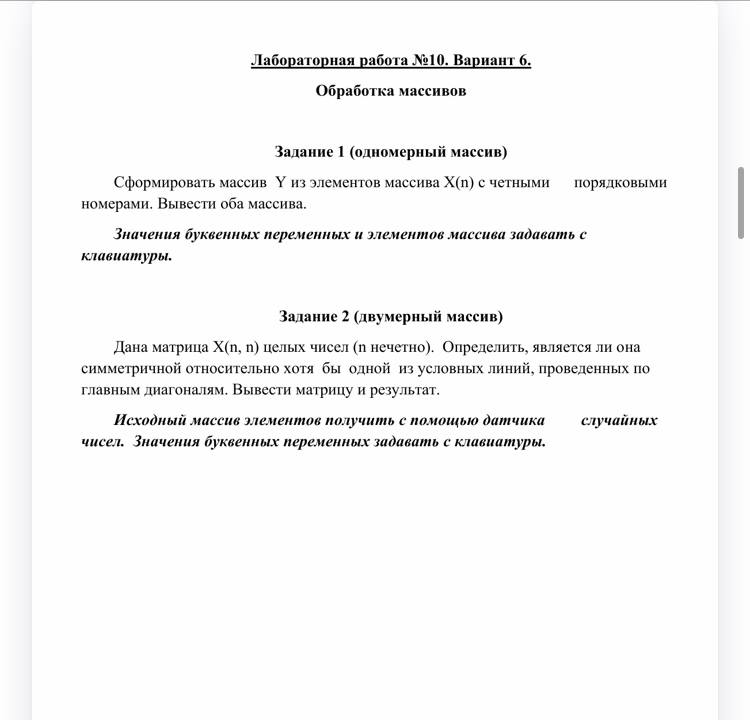 Лабораторная работа №10. Вариант 6.
Обработка массивов
Задание 1 (одномерный массив)
Сформировать массив Y из элементов массива X(n) с четными порядковыми
номерами. Вывести оба массива.
Значения буквенных переменных и элементов массива задавать с
клавиатуры.
Задание 2 (двумерный массив)
Дана матрица X(n, n) целых чисел (n нечетно). Определить, является ли она
симметричной относительно хотя бы одной из условных линий, проведенных по
главным диагоналям. Вывести матрицу и результат.
Исходный массив элементов получить с помощью датчика случайных
чисел. Значения буквенных переменных задавать с клавиатуры.